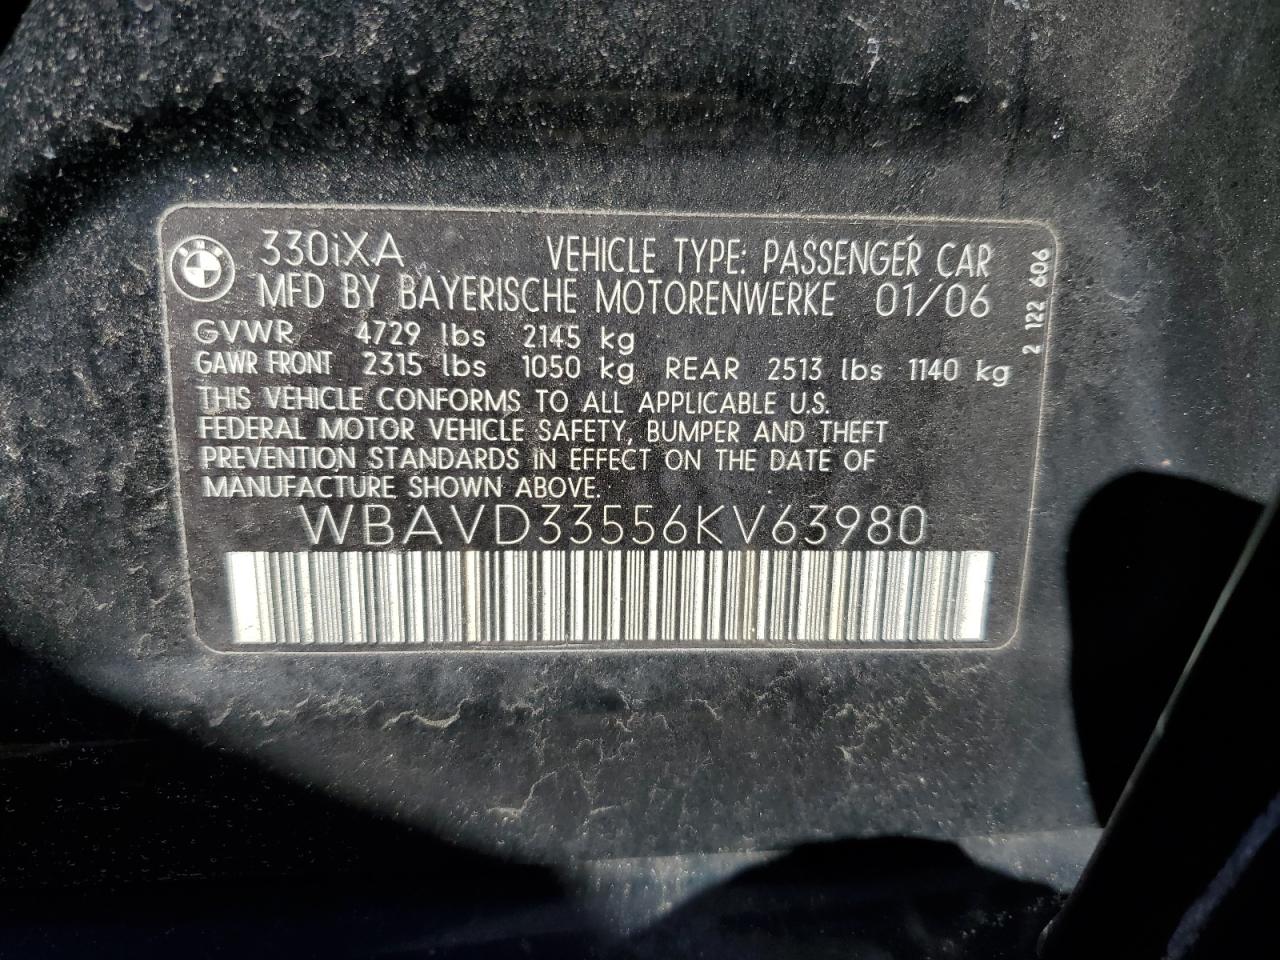 330iXA VEHICLE TYPE: PASSENGER CAR
MFD BY BAYERISCHE MOTORENWERKE 01/06
GVWR 4729 lbs 2145 kg
GAWR FRONT 2315 lbs 1050 kg REAR 2513 lbs 1140 kg
THIS VEHICLE CONFORMS TO ALL APPLICABLE U.S.
FEDERAL MOTOR VEHICLE SAFETY, BUMPER AND THEFT
PREVENTION STANDARDS IN EFFECT ON THE DATE OF
MANUFACTURE SHOWN ABOVE.
WBAVD33556KV63980
2 122 606